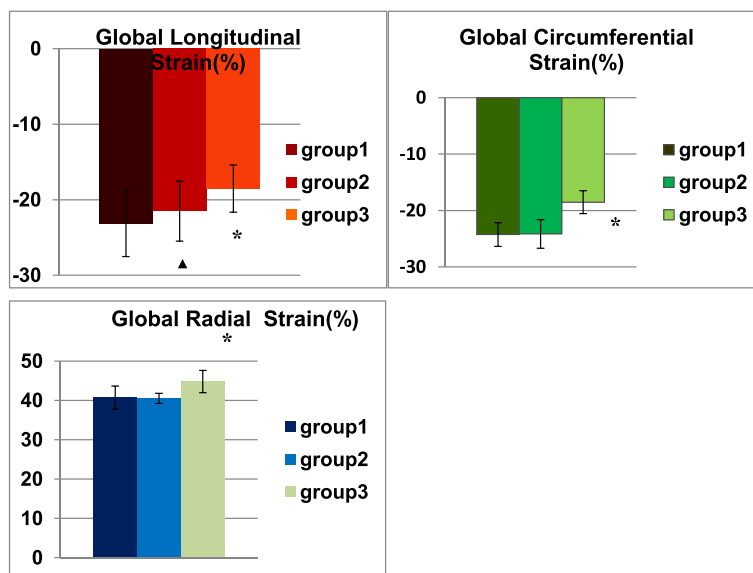 Global Longitudinal
Strain(%)
0
-10
-20
-30
group1
group2
group3
▲
*
Global Circumferential
Strain(%)
0
-10
-20
-30
group1
group2
group3
*
Global Radial Strain(%)
*
50
40
30
20
10
0
group1
group2
group3